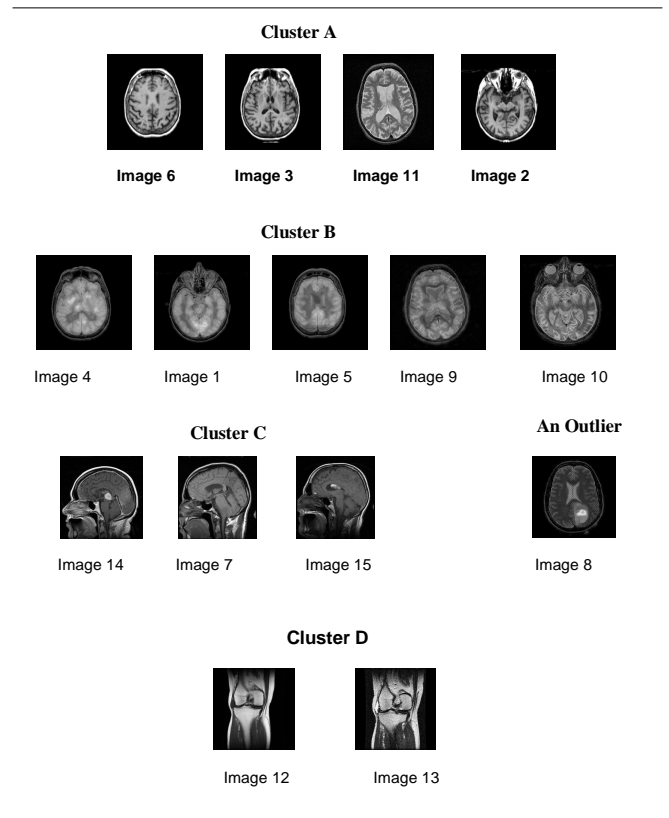 Cluster A
Image 6 Image 3 Image 11 Image 2
Cluster B
Image 4 Image 1 Image 5 Image 9 Image 10
Cluster C
An Outlier
Image 14 Image 7 Image 15 Image 8
Cluster D
Image 12 Image 13